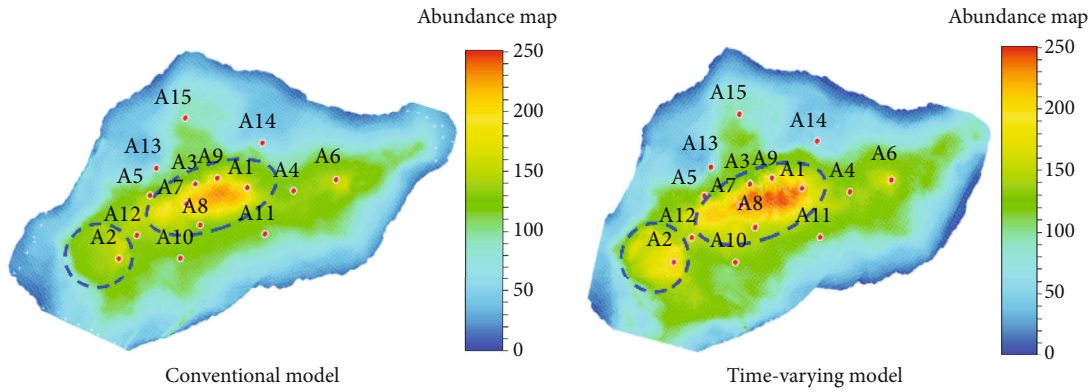 Abundance map
250
200
150
100
50
0
A15
A14
A13
A3
A9
A6
A5
A7
A1
A4
A12
A8
A11
A2
A10
Conventional model
Abundance map
250
200
150
100
50
0
A15
A14
A13
A3
A9
A6
A5
A7
A1
A4
A12
A8
A11
A2
A10
Time-varying model